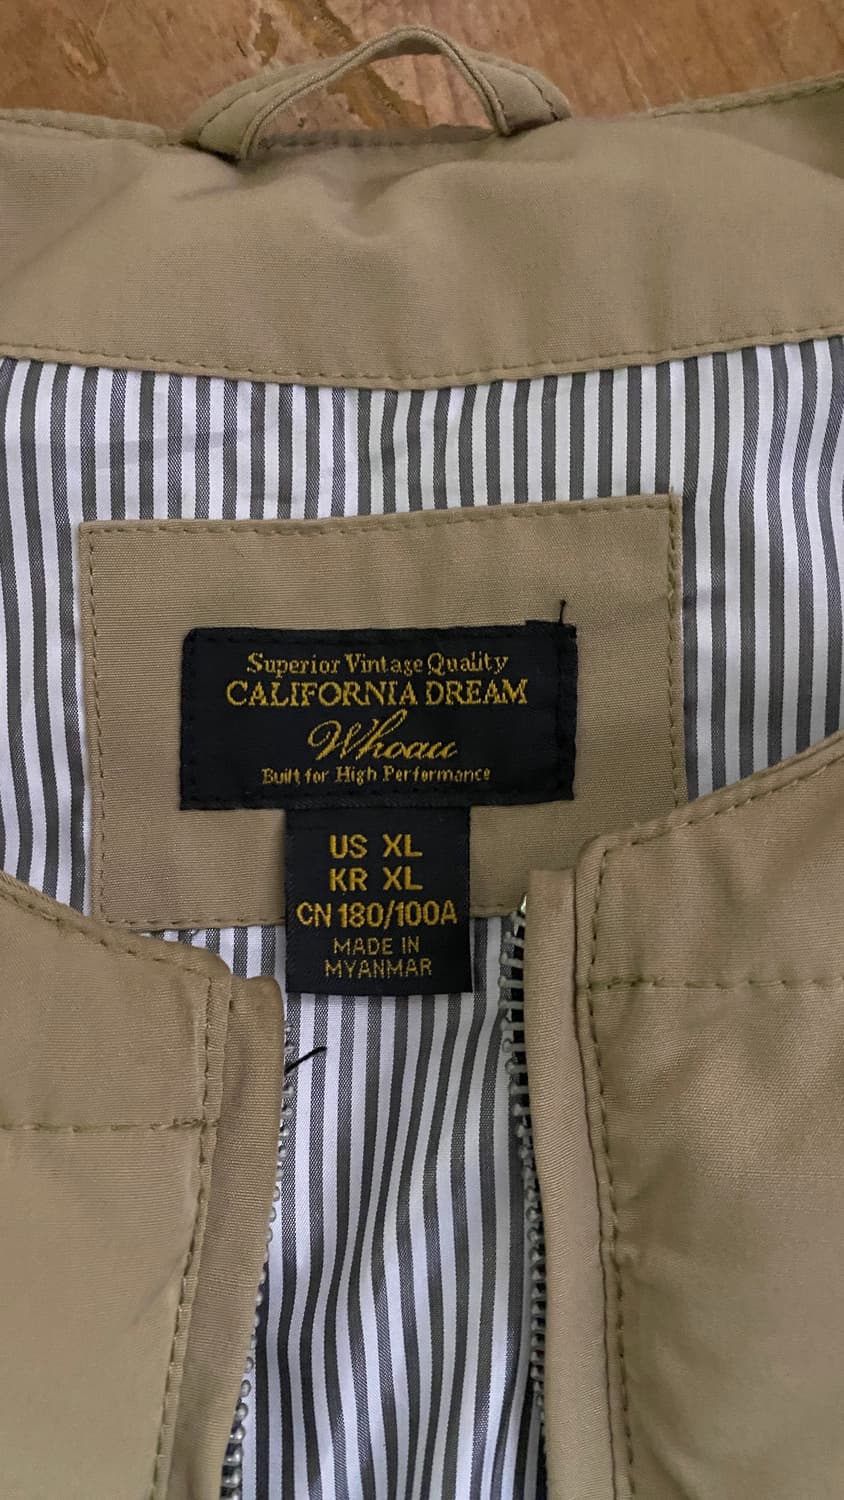 Superior Vintage Quality
CALIFORNIA DREAM
Whoau
Built for High Performance
US XL
KR XL
CN 180/100A
MADE IN
MYANMAR